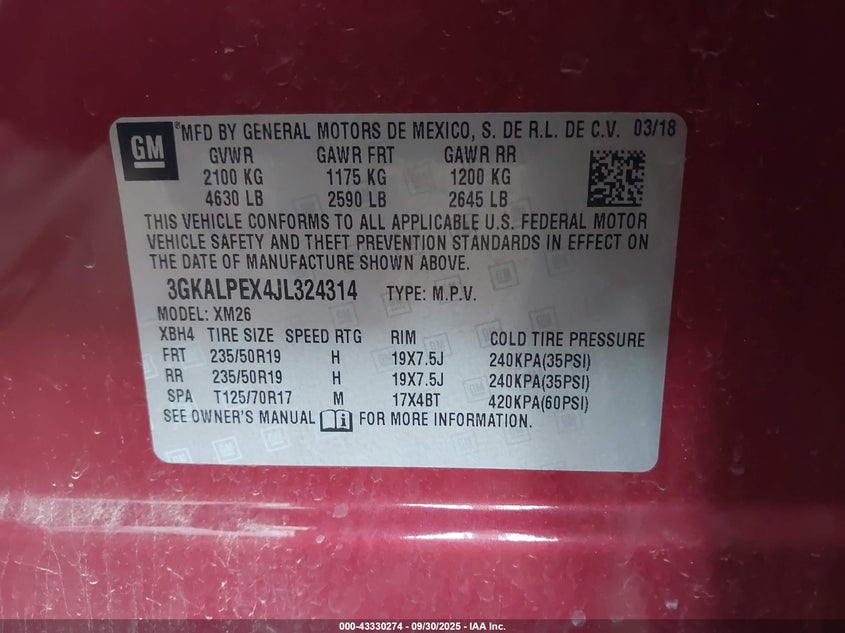 GM
®MFD BY GENERAL MOTORS DE MEXICO, S. DE R.L. DE C.V. 03/18
GVWR GAWR FRT GAWR RR
2100 KG 1175 KG 1200 KG
4630 LB 2590 LB 2645 LB
THIS VEHICLE CONFORMS TO ALL APPLICABLE U.S. FEDERAL MOTOR
VEHICLE SAFETY AND THEFT PREVENTION STANDARDS IN EFFECT ON
THE DATE OF MANUFACTURE SHOWN ABOVE.
3GKALPEX4JL324314 TYPE: M.P.V.
MODEL: XM26
XBH4 TIRE SIZE SPEED RTG RIM COLD TIRE PRESSURE
FRT 235/50R19 H 19X7.5J 240KPA(35PSI)
RR 235/50R19 H 19X7.5J 240KPA(35PSI)
SPA T125/70R17 M 17X4BT 420KPA(60PSI)
SEE OWNER'S MANUAL FOR MORE INFORMATION.
000-43330274 - 09/30/2025 - IAA Inc.